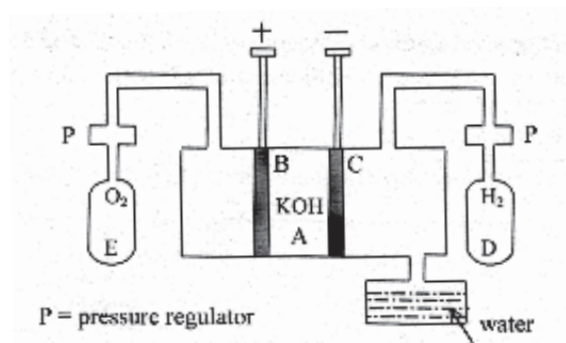 + −
P P
B C
O₂ KOH H₂
E A D
P = pressure regulator
water